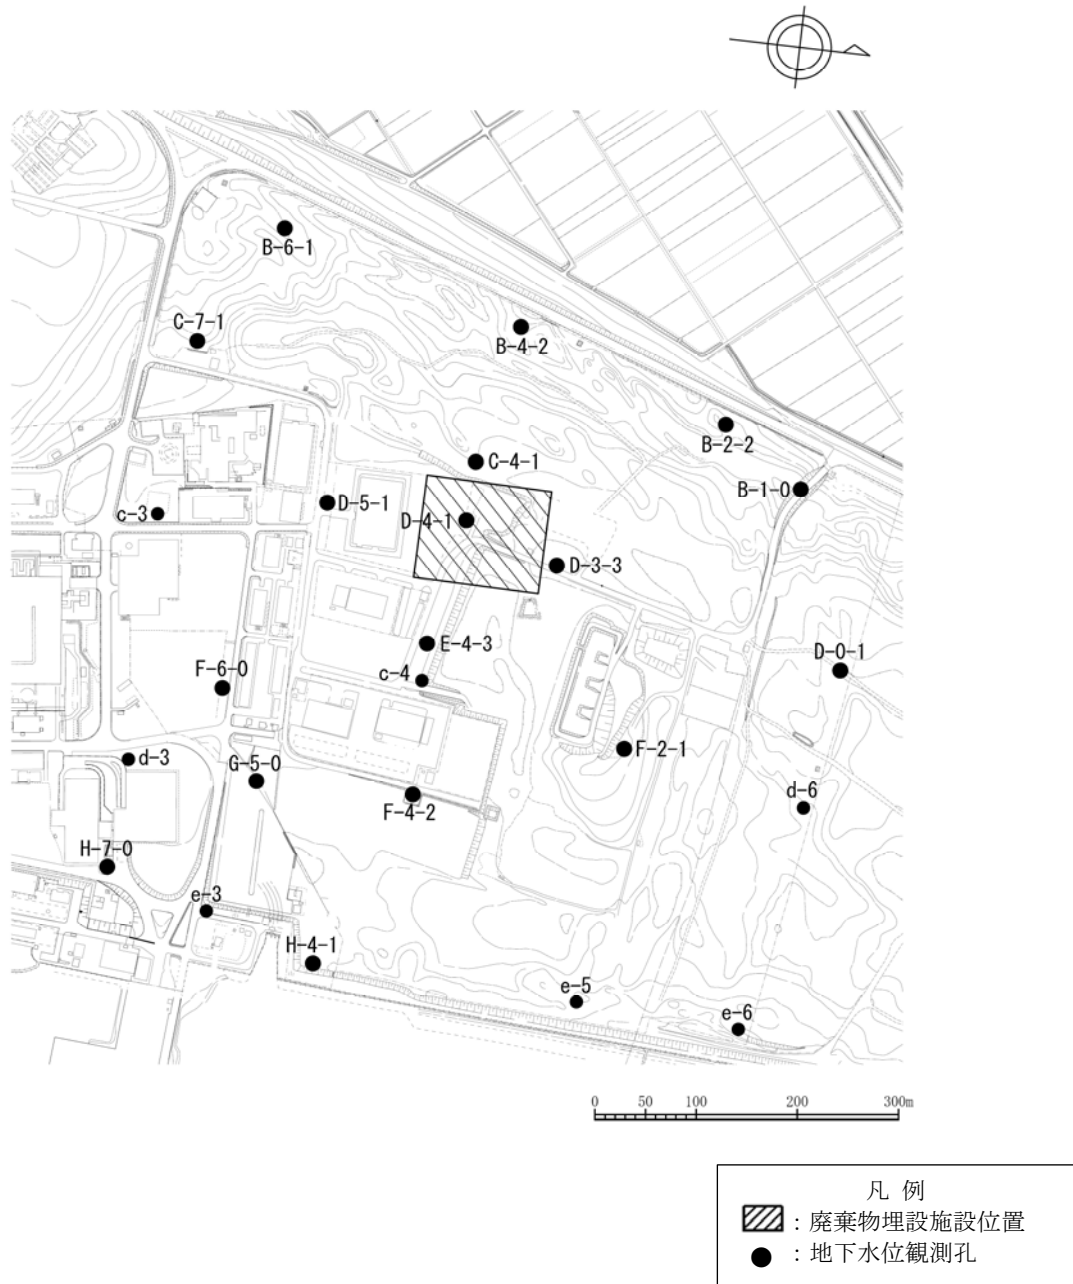 B-6-1
C-7-1
B-4-2
B-2-2
C-4-1
B-1-0
D-5-1
c-3
D-4-1
D-3-3
E-4-3
D-0-1
F-6-0
c-4
F-2-1
d-3
G-5-0
F-4-2
d-6
H-7-0
e-3
H-4-1
e-5
e-6
0 50 100 200 300m
凡 例
：廃棄物埋設施設位置
：地下水位観測孔